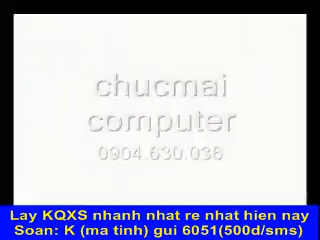 chucmai
computer
0904.630.036
Lay KQXS nhanh nhat re nhat hien nay
Soan: K (ma tinh) gui 6051(500d/sms)